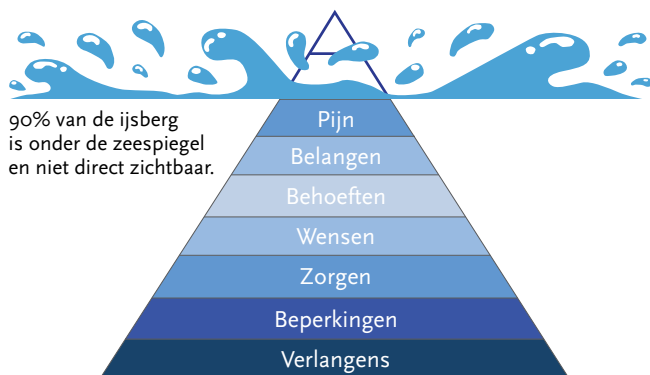 90% van de ijsberg
is onder de zeespiegel
en niet direct zichtbaar.
Pijn
Belangen
Behoeften
Wensen
Zorgen
Beperkingen
Verlangens